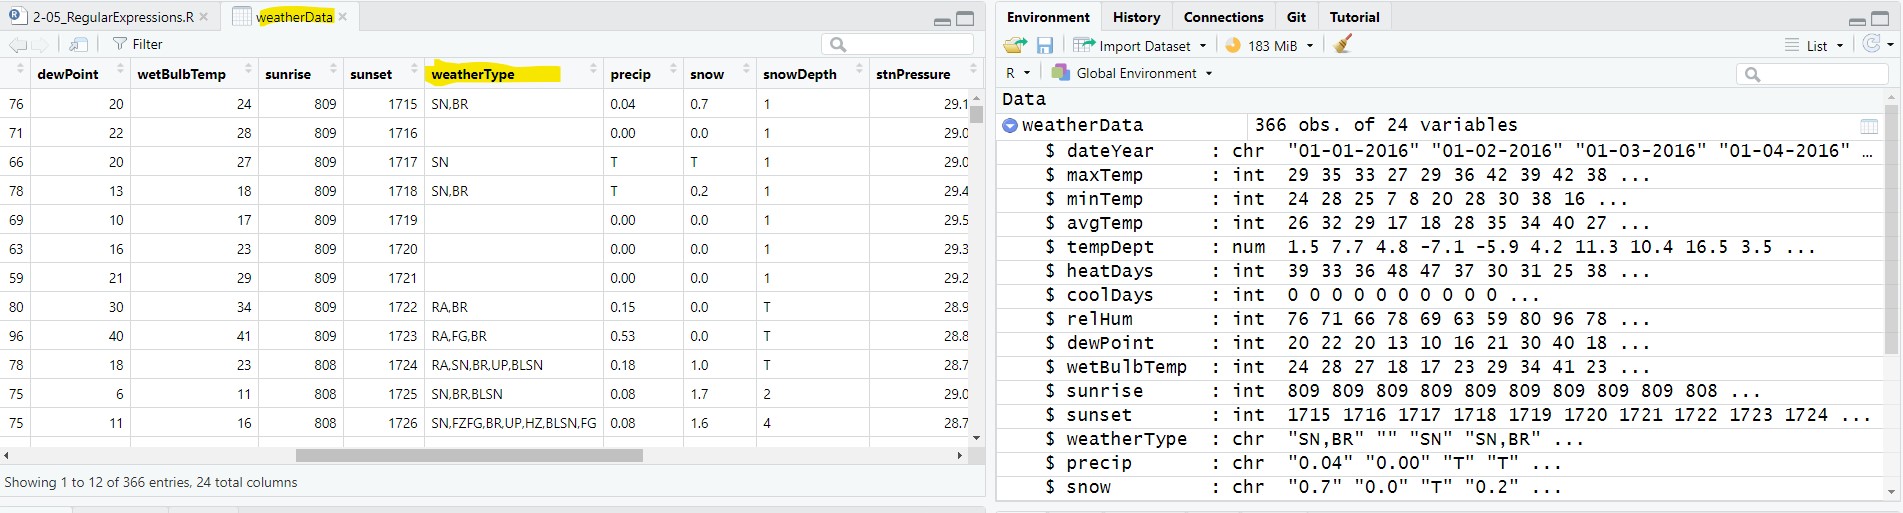 2-05_RegularExpressions.R weatherData
Filter
dewPoint wetBulbTemp sunrise sunset weatherType precip snow snowDepth stnPressure
76 20 24 809 1715 SN,BR 0.04 0.7 1 29.1
71 22 28 809 1716 0.00 0.0 1 29.0
66 20 27 809 1717 SN T T 1 29.0
78 13 18 809 1718 SN,BR T 0.2 1 29.4
69 10 17 809 1719 0.00 0.0 1 29.5
63 16 23 809 1720 0.00 0.0 1 29.3
59 21 29 809 1721 0.00 0.0 1 29.2
80 30 34 809 1722 RA,BR 0.15 0.0 T 28.9
96 40 41 809 1723 RA,FG,BR 0.53 0.0 T 28.8
78 18 23 808 1724 RA,SN,BR,UP,BLSN 0.18 1.0 T 28.7
75 6 11 808 1725 SN,BR,BLSN 0.08 1.7 2 29.0
75 11 16 808 1726 SN,FZFG,BR,UP,HZ,BLSN,FG 0.08 1.6 4 28.7
Showing 1 to 12 of 366 entries, 24 total columns
Environment History Connections Git Tutorial
Import Dataset 183 MiB List
R Global Environment
Data
weatherData 366 obs. of 24 variables
$ dateYear : chr "01-01-2016" "01-02-2016" "01-03-2016" "01-04-2016" …
$ maxTemp : int 29 35 33 27 29 36 42 39 42 38 ...
$ minTemp : int 24 28 25 7 8 20 28 30 38 16 ...
$ avgTemp : int 26 32 29 17 18 28 35 34 40 27 ...
$ tempDept : num 1.5 7.7 4.8 -7.1 -5.9 4.2 11.3 10.4 16.5 3.5 ...
$ heatDays : int 39 33 36 48 47 37 30 31 25 38 ...
$ coolDays : int 0 0 0 0 0 0 0 0 0 0 ...
$ relHum : int 76 71 66 78 69 63 59 80 96 78 ...
$ dewPoint : int 20 22 20 13 10 16 21 30 40 18 ...
$ wetBulbTemp : int 24 28 27 18 17 23 29 34 41 23 ...
$ sunrise : int 809 809 809 809 809 809 809 809 809 808 ...
$ sunset : int 1715 1716 1717 1718 1719 1720 1721 1722 1723 1724 ...
$ weatherType : chr "SN,BR" "" "SN" "SN,BR" ...
$ precip : chr "0.04" "0.00" "T" "T" ...
$ snow : chr "0.7" "0.0" "T" "0.2" ...